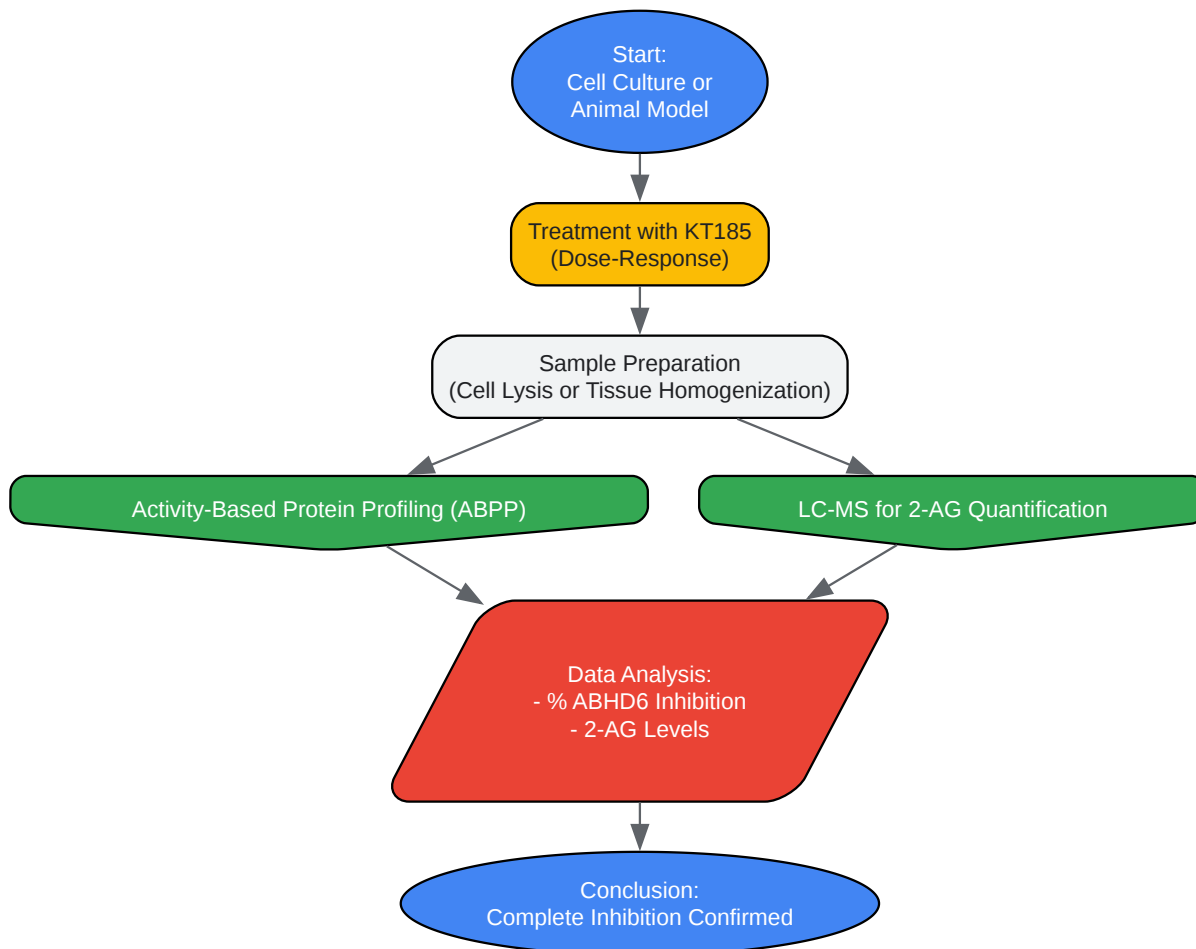 Start:
Cell Culture or
Animal Model
Treatment with KT185
(Dose-Response)
Sample Preparation
(Cell Lysis or Tissue Homogenization)
Activity-Based Protein Profiling (ABPP)
LC-MS for 2-AG Quantification
Data Analysis:
- % ABHD6 Inhibition
- 2-AG Levels
Conclusion:
Complete Inhibition Confirmed